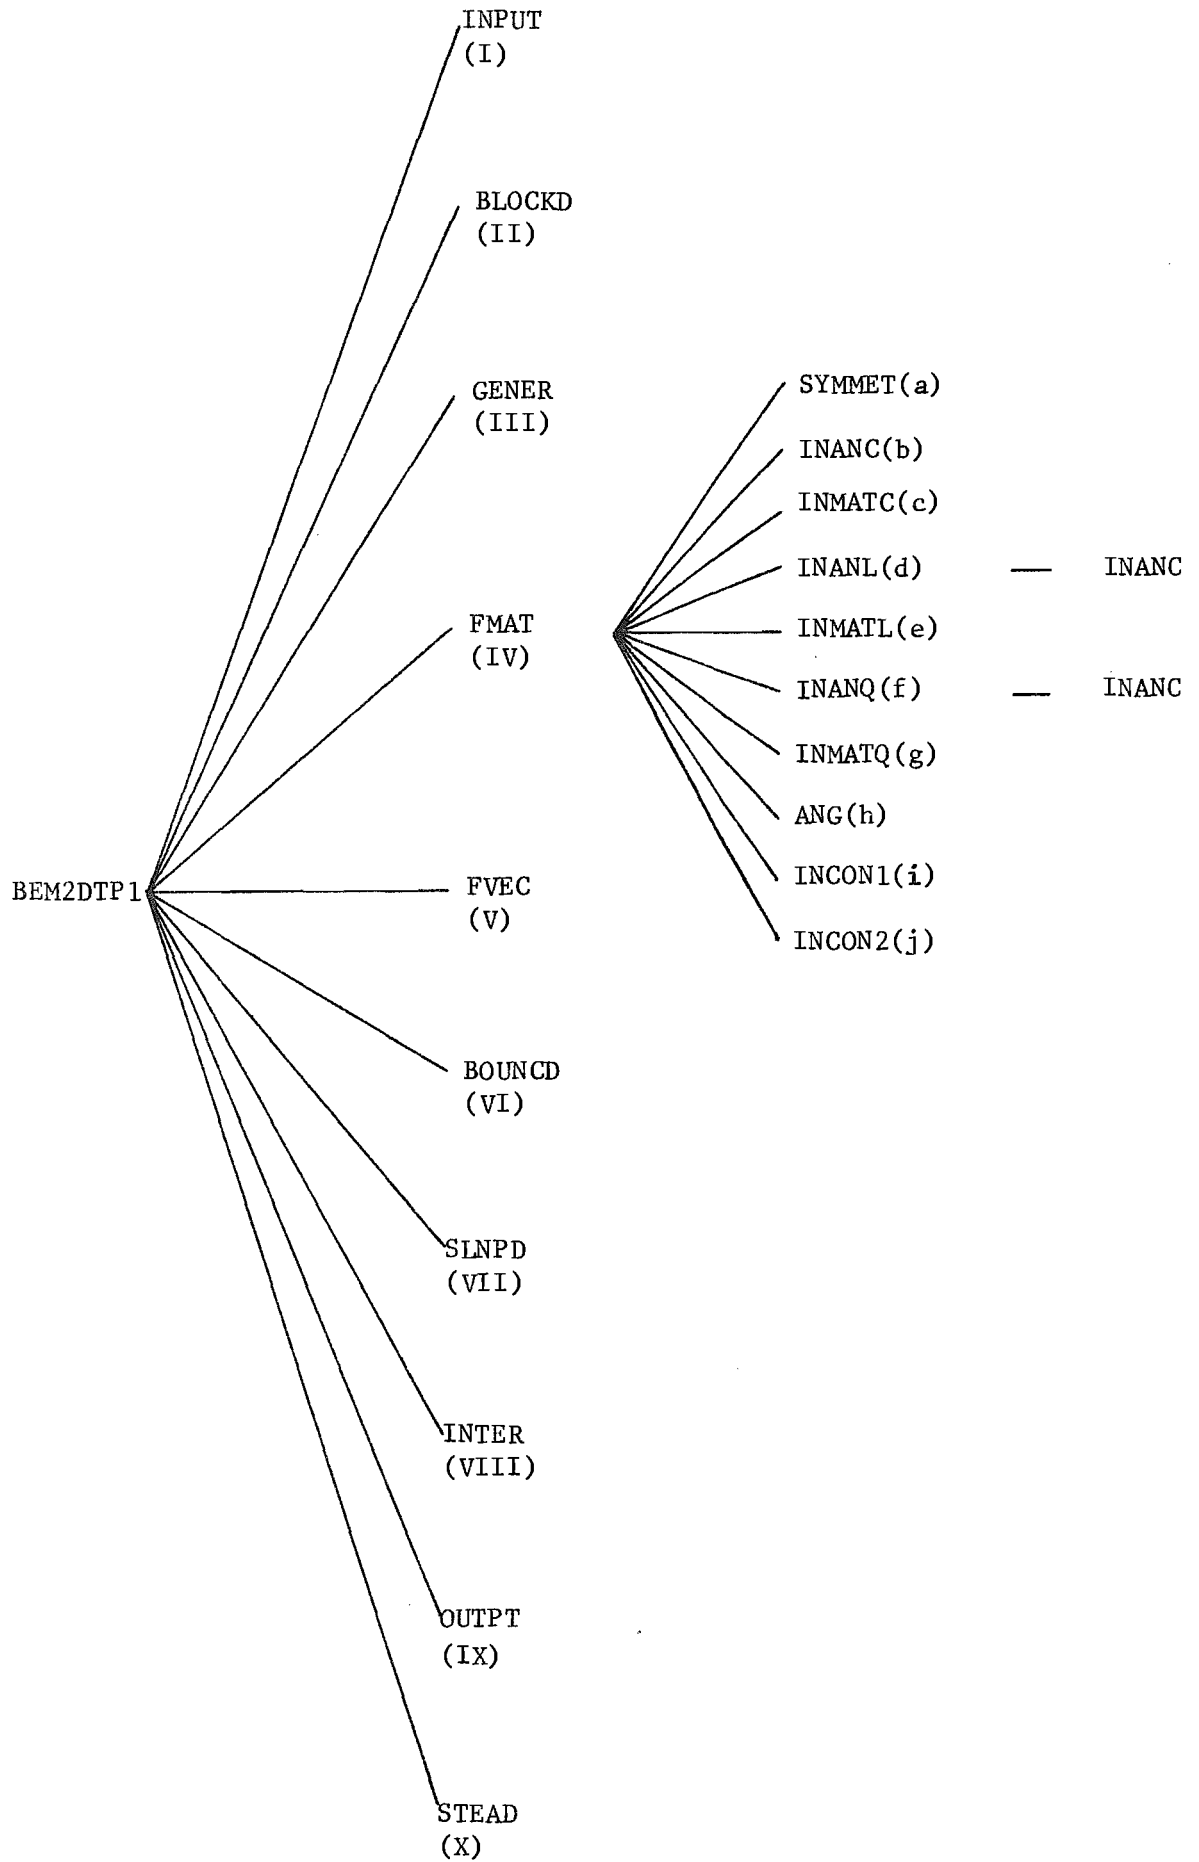 INPUT
(I)
BLOCKD
(II)
GENER
(III)
SYMMET(a)
INANC(b)
INMATC(c)
INANL(d) — INANC
FMAT
(IV)
INMATL(e)
INANQ(f) — INANC
INMATQ(g)
ANG(h)
INCON1(i)
INCON2(j)
BEM2DTP1
FVEC
(V)
BOUNCD
(VI)
SLNPD
(VII)
INTER
(VIII)
OUTPT
(IX)
STEAD
(X)